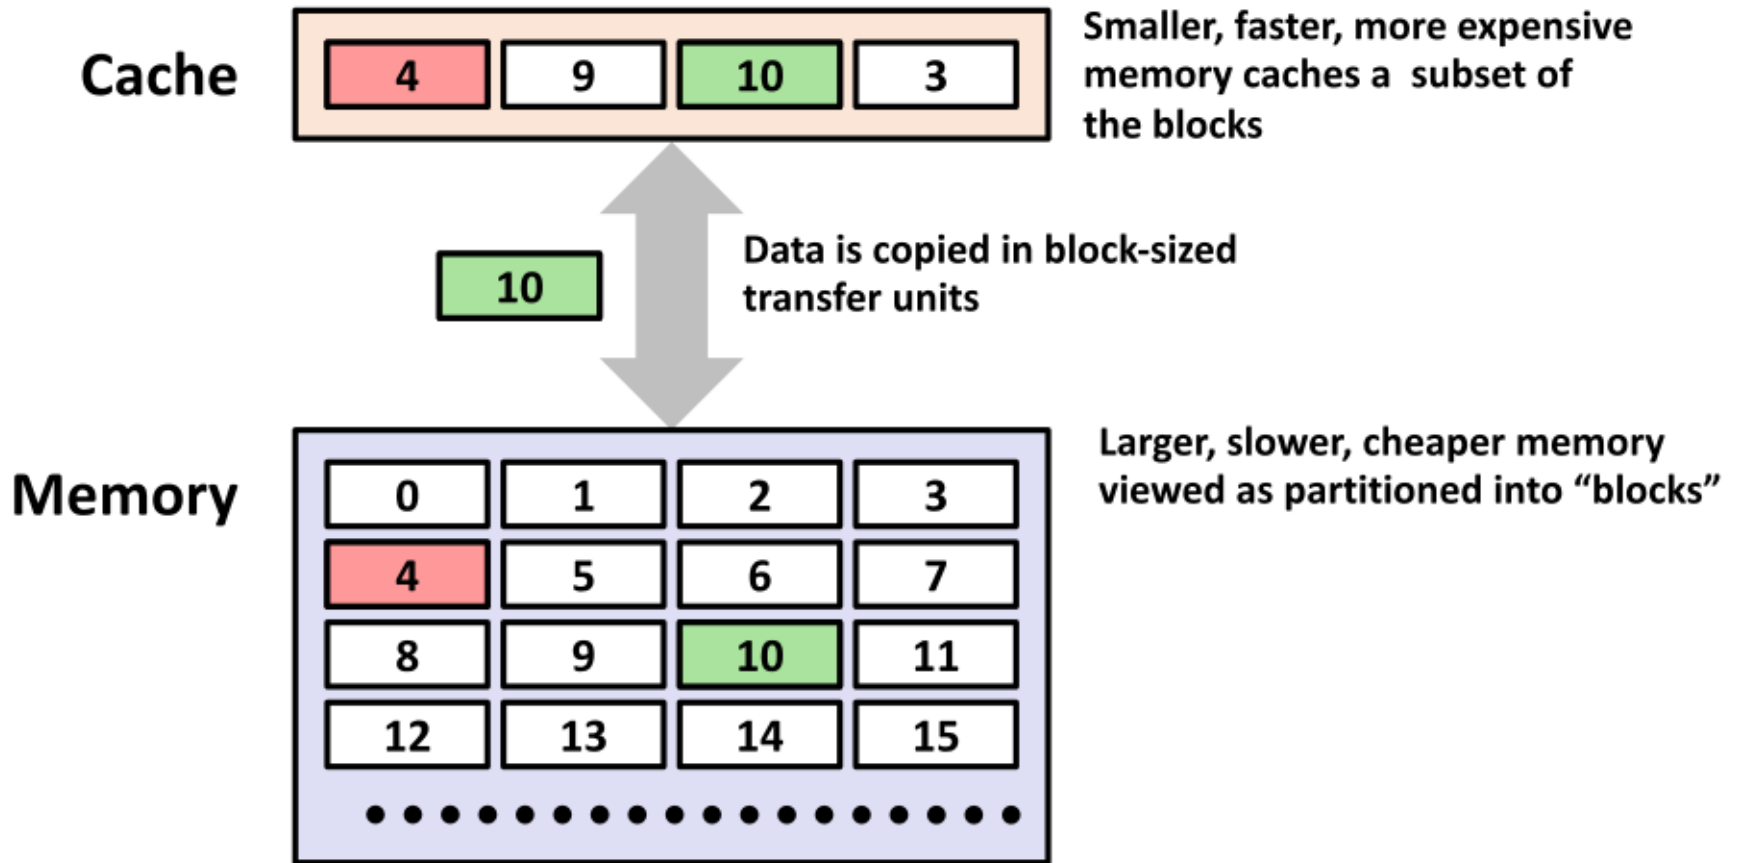 Cache
4 9 10 3
Smaller, faster, more expensive
memory caches a subset of
the blocks
10
Data is copied in block-sized
transfer units
Memory
0 1 2 3
4 5 6 7
8 9 10 11
12 13 14 15
Larger, slower, cheaper memory
viewed as partitioned into “blocks”